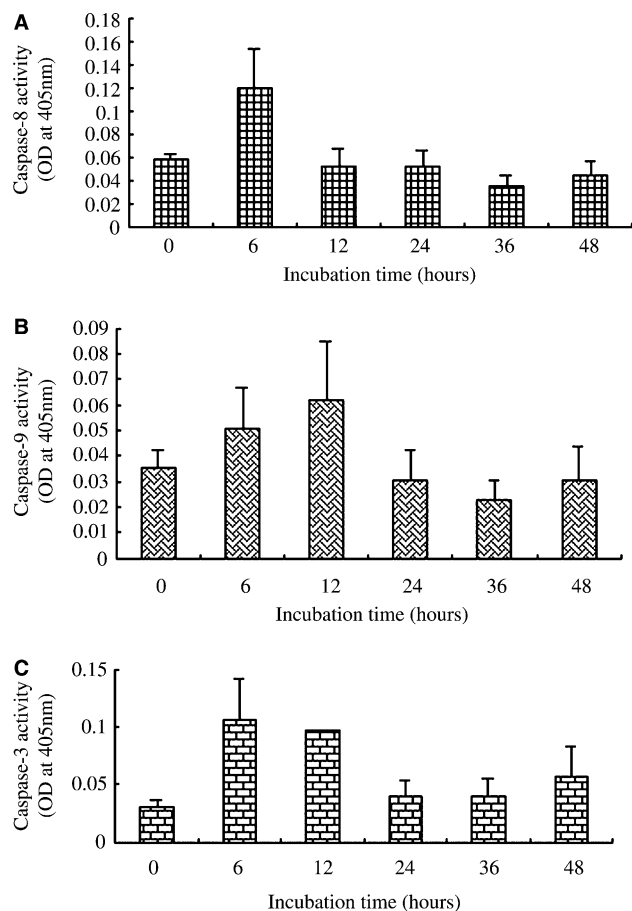 A
Caspase-8 activity
(OD at 405nm)
0.18
0.16
0.14
0.12
0.1
0.08
0.06
0.04
0.02
0
0 6 12 24 36 48
Incubation time (hours)
B
Caspase-9 activity
(OD at 405nm)
0.09
0.08
0.07
0.06
0.05
0.04
0.03
0.02
0.01
0
0 6 12 24 36 48
Incubation time (hours)
C
Caspase-3 activity
(OD at 405nm)
0.15
0.1
0.05
0
0 6 12 24 36 48
Incubation time (hours)